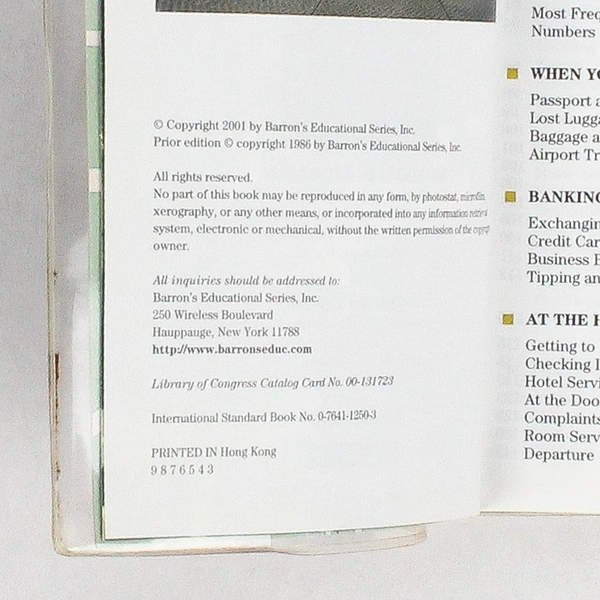 © Copyright 2001 by Barron's Educational Series, Inc.
Prior edition © copyright 1986 by Barron's Educational Series, Inc.
All rights reserved.
No part of this book may be reproduced in any form, by photostat, microfilm,
xerography, or any other means, or incorporated into any information retrieval
system, electronic or mechanical, without the written permission of the copyright
owner.
All inquiries should be addressed to:
Barron's Educational Series, Inc.
250 Wireless Boulevard
Hauppauge, New York 11788
http://www.barronseduc.com
Library of Congress Catalog Card No. 00-131723
International Standard Book No. 0-7641-1250-3
PRINTED IN Hong Kong
9 8 7 6 5 4 3
Most Freq
Numbers
WHEN YO
Passport a
Lost Lugga
Baggage a
Airport Tr
BANKING
Exchangin
Credit Car
Business B
Tipping an
AT THE H
Getting to
Checking I
Hotel Servi
At the Doo
Complaints
Room Serv
Departure